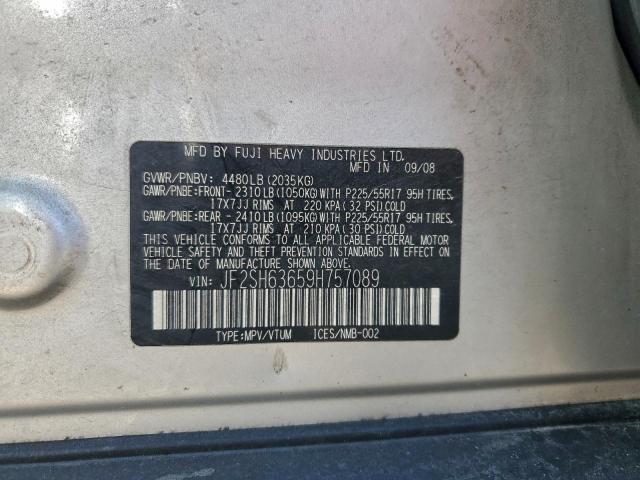 MFD BY FUJI HEAVY INDUSTRIES LTD.
MADE IN 09/08
GVWR/PNBV: 4480LB(2035KG)
GAWR/PNBE:FRONT- 2310LB(1050KG)WITH P225/55R17 95H TIRES,
17X7JJ RIMS AT 220 KPA(32 PSI)COLD
GAWR/PNBE:REAR - 2410LB(1095KG)WITH P225/55R17 95H TIRES,
17X7JJ RIMS AT 210 KPA(30 PSI)COLD
THIS VEHICLE CONFORMS TO ALL APPLICABLE FEDERAL MOTOR
VEHICLE SAFETY AND THEFT PREVENTION STANDARDS IN EFFECT ON THE
DATE OF MANUFACTURE SHOWN ABOVE.
VIN: JF2SH63659H757089
TYPE:MPV/VTUM ICES/NMB-002